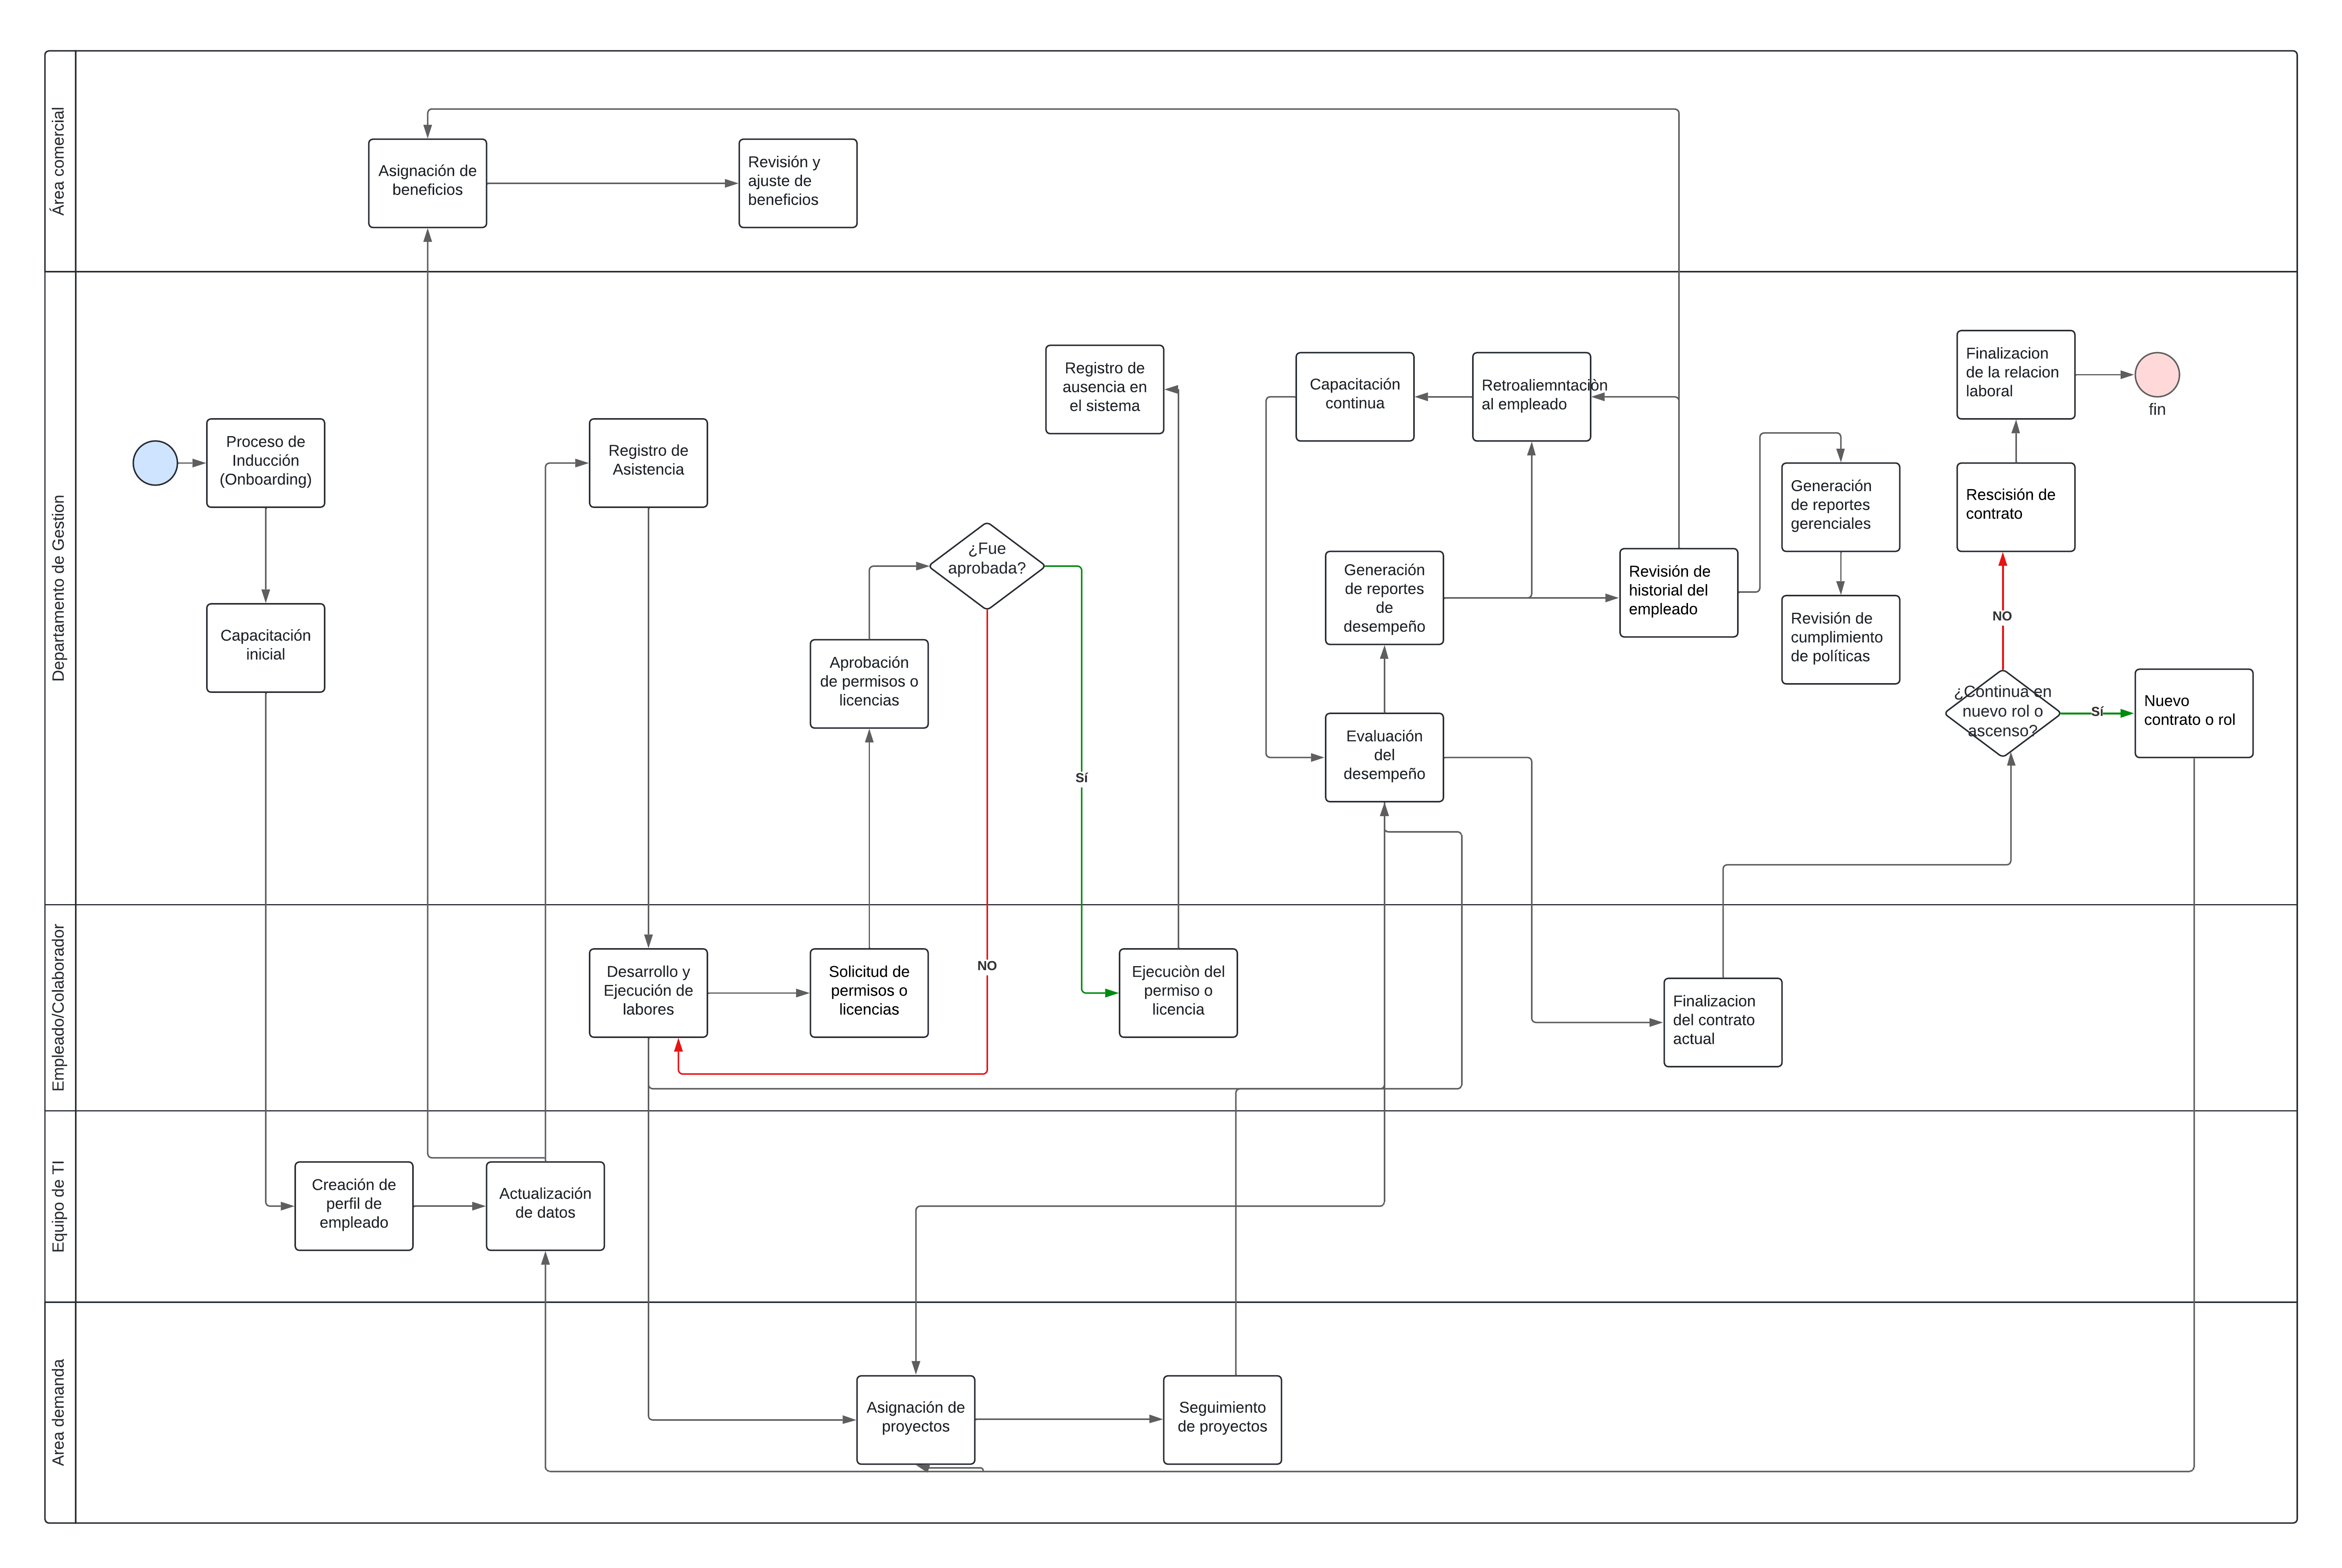 Área comercial
Asignación de
beneficios
Revisión y
ajuste de
beneficios
Departamento de Gestion
Proceso de
Inducción
(Onboarding)
Capacitación
inicial
Registro de
Asistencia
Aprobación
de permisos o
licencias
¿Fue
aprobada?
NO
Sí
Registro de
ausencia en
el sistema
Capacitación
continua
Retroaliemntaciòn
al empleado
Generación
de reportes
de
desempeño
Evaluación
del
desempeño
Revisión de
historial del
empleado
Generación
de reportes
gerenciales
Revisión de
cumplimiento
de políticas
Finalizacion
de la relacion
laboral
fin
Rescisión de
contrato
NO
¿Continua en
nuevo rol o
ascenso?
Sí
Nuevo
contrato o rol
Empleado/Colaborador
Desarrollo y
Ejecución de
labores
Solicitud de
permisos o
licencias
Ejecuciòn del
permiso o
licencia
Finalizacion
del contrato
actual
Equipo de TI
Creación de
perfil de
empleado
Actualización
de datos
Area demanda
Asignación de
proyectos
Seguimiento
de proyectos